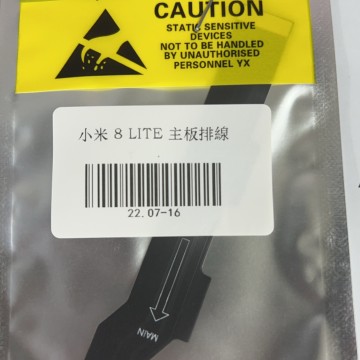 CAUTION
STATIC SENSITIVE
DEVICES
NOT TO BE HANDLED
BY UNAUTHORISED
PERSONNEL YX
小米 8 LITE 主板排線
22.07-16
MAIN